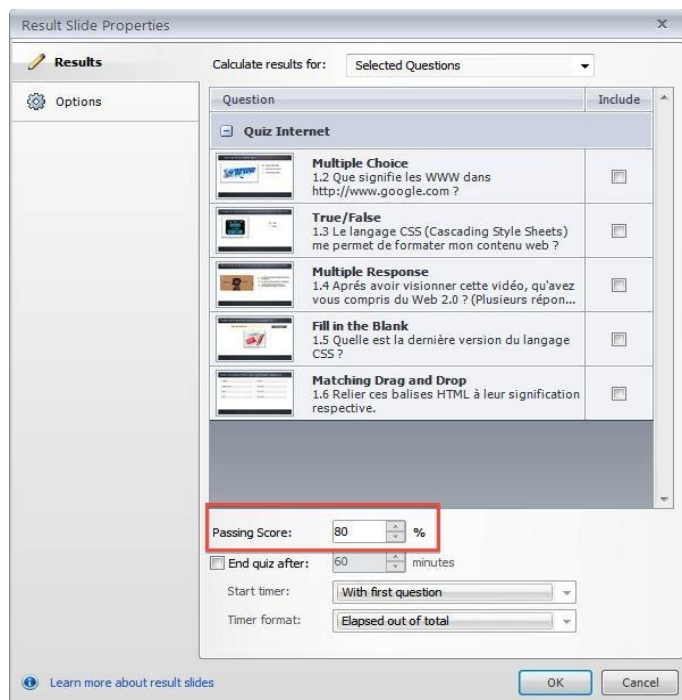 Result Slide Properties
Results
Options
Calculate results for:
Selected Questions
Question
Include
Quiz Internet
Multiple Choice
1.2 Que signifie les WWW dans
http://www.google.com ?
True/False
1.3 Le langage CSS (Cascading Style Sheets)
me permet de formater mon contenu web ?
Multiple Response
1.4 Aprés avoir visionner cette vidéo, qu'avez
vous compris du Web 2.0 ? (Plusieurs répon...
Fill in the Blank
1.5 Quelle est la dernière version du langage
CSS ?
Matching Drag and Drop
1.6 Relier ces balises HTML à leur signification
respective.
Passing Score: 80 %
End quiz after: 60 minutes
Start timer: With first question
Timer format: Elapsed out of total
Learn more about result slides
OK
Cancel